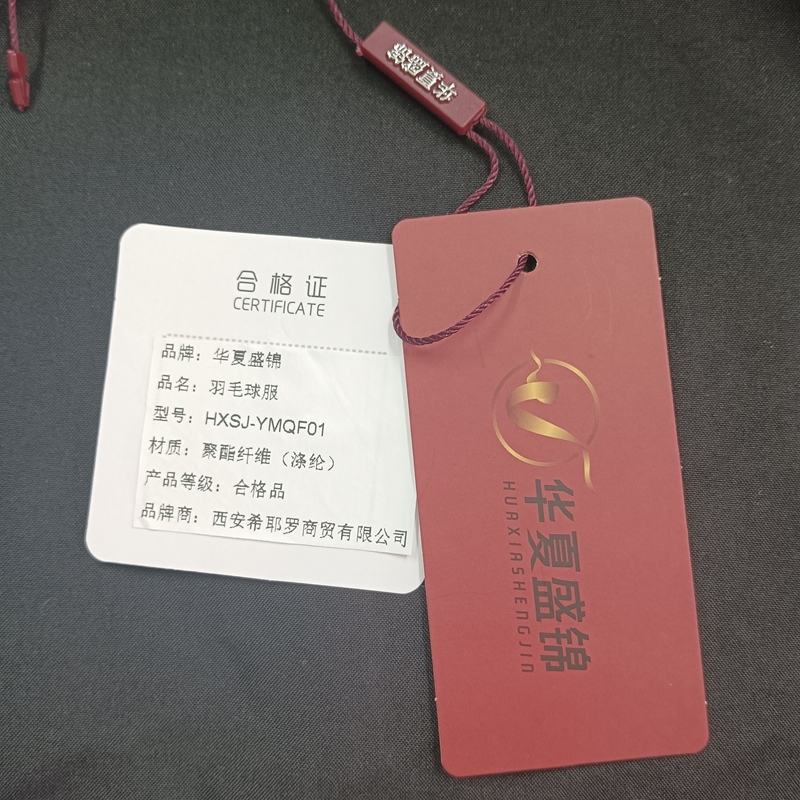 华夏盛锦
合格证
CERTIFICATE
品牌：华夏盛锦
品名：羽毛球服
型号：HXSJ-YMQF01
材质：聚酯纤维（涤纶）
产品等级：合格品
品牌商：西安希耶罗商贸有限公司
华夏盛锦
HUAXIASHENGJIN